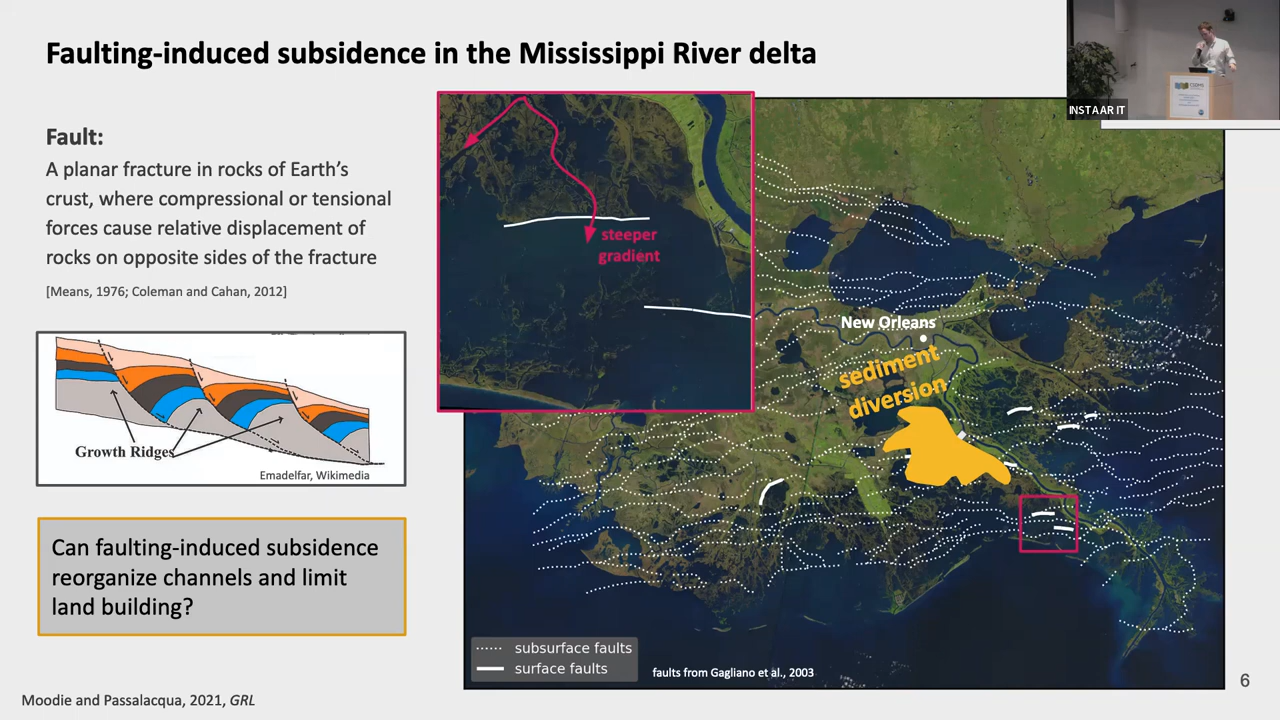 Faulting-induced subsidence in the Mississippi River delta
INSTAAR IT
Fault:
A planar fracture in rocks of Earth's
crust, where compressional or tensional
forces cause relative displacement of
rocks on opposite sides of the fracture
[Means, 1976; Coleman and Cahan, 2012]
steeper
gradient
New Orleans
sediment
diversion
Growth Ridges
Emadelfar, Wikimedia
Can faulting-induced subsidence
reorganize channels and limit
land building?
subsurface faults
surface faults
faults from Gagliano et al., 2003
6
Moodie and Passalacqua, 2021, GRL